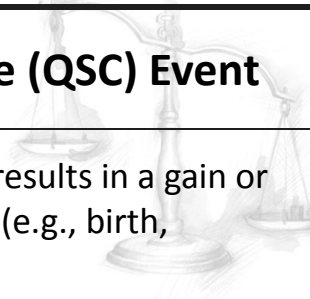 e (QSC) Event
results in a gain or
(e.g., birth,